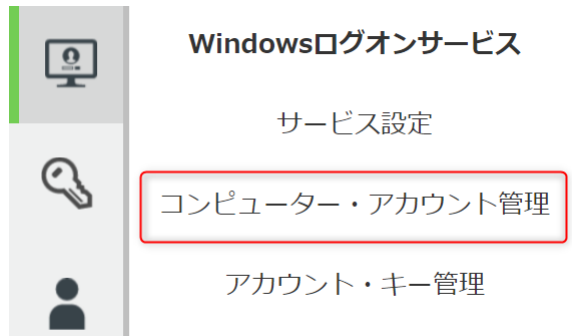 Windowsログオンサービス
サービス設定
コンピューター・アカウント管理
アカウント・キー管理